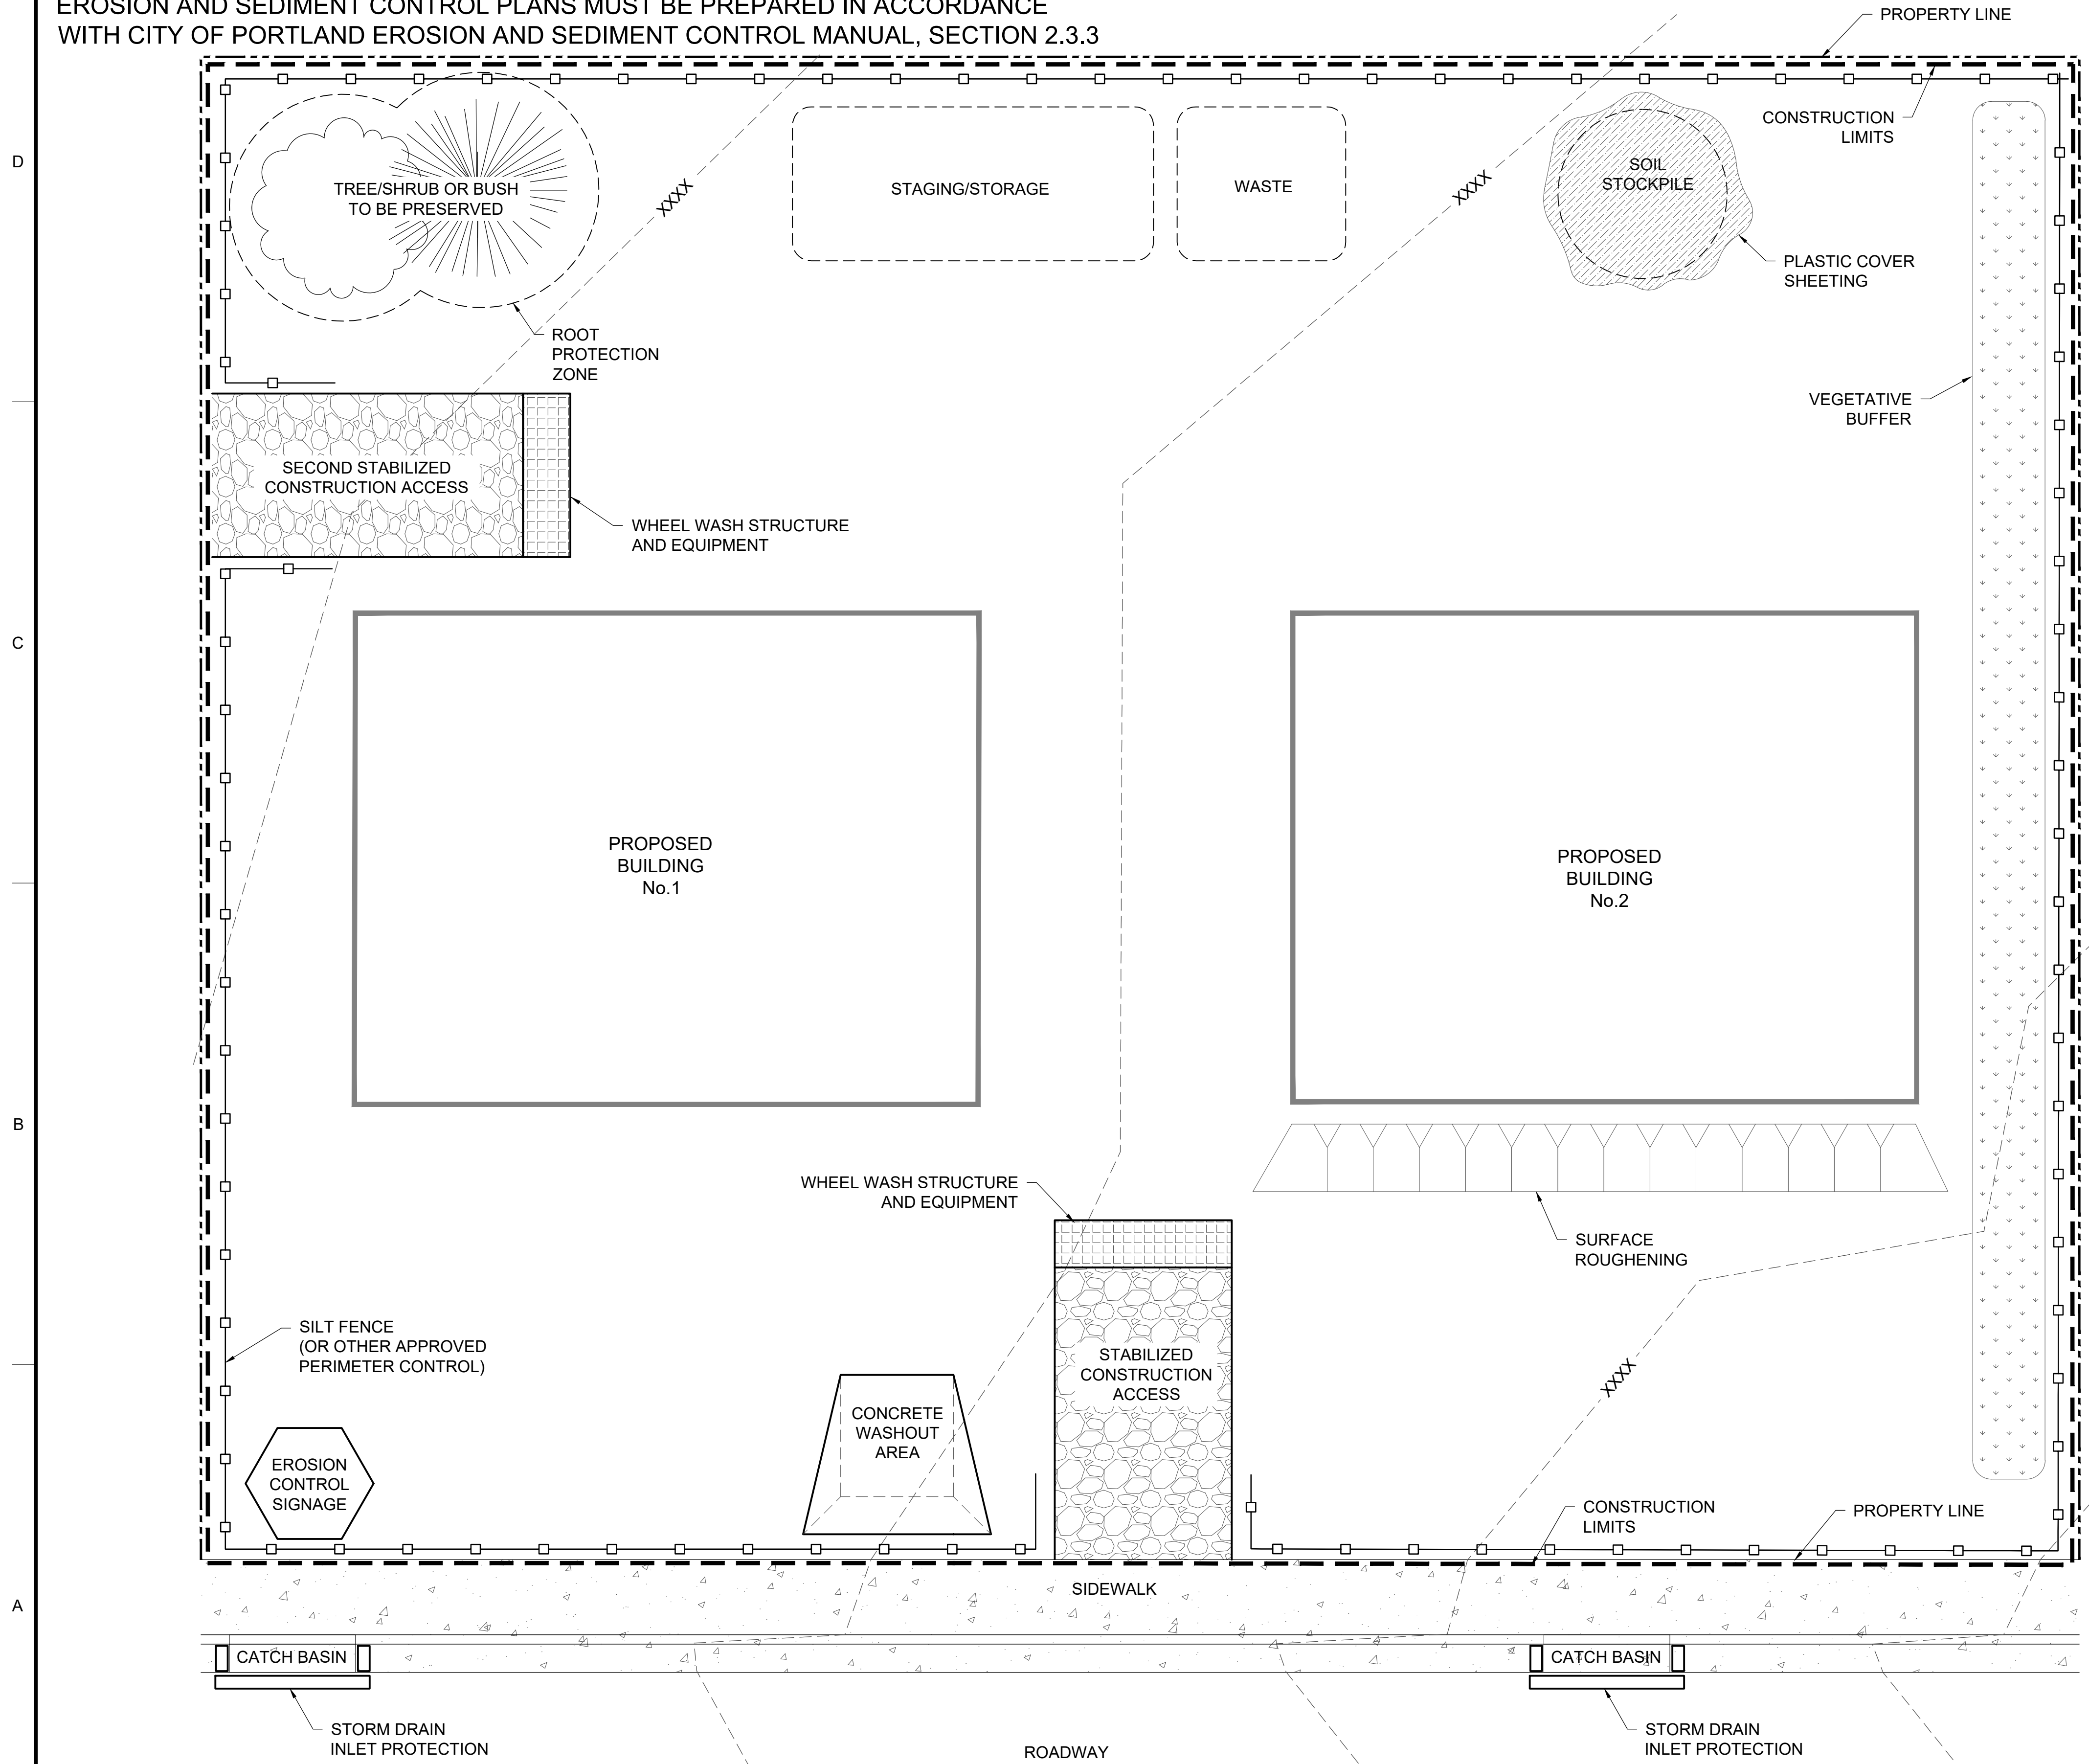 EROSION AND SEDIMENT CONTROL PLANS MUST BE PREPARED IN ACCORDANCE
WITH CITY OF PORTLAND EROSION AND SEDIMENT CONTROL MANUAL, SECTION 2.3.3
PROPERTY LINE
CONSTRUCTION
LIMITS
D
TREE/SHRUB OR BUSH
TO BE PRESERVED
XXXX
STAGING/STORAGE
WASTE
XXXX
SOIL
STOCKPILE
PLASTIC COVER
SHEETING
ROOT
PROTECTION
ZONE
VEGETATIVE
BUFFER
SECOND STABILIZED
CONSTRUCTION ACCESS
WHEEL WASH STRUCTURE
AND EQUIPMENT
C
PROPOSED
BUILDING
No.1
PROPOSED
BUILDING
No.2
B
WHEEL WASH STRUCTURE
AND EQUIPMENT
SURFACE
ROUGHENING
SILT FENCE
(OR OTHER APPROVED
PERIMETER CONTROL)
STABILIZED
CONSTRUCTION
ACCESS
XXXX
CONCRETE
WASHOUT
AREA
EROSION
CONTROL
SIGNAGE
CONSTRUCTION
LIMITS
PROPERTY LINE
SIDEWALK
A
CATCH BASIN
CATCH BASIN
STORM DRAIN
INLET PROTECTION
STORM DRAIN
INLET PROTECTION
ROADWAY